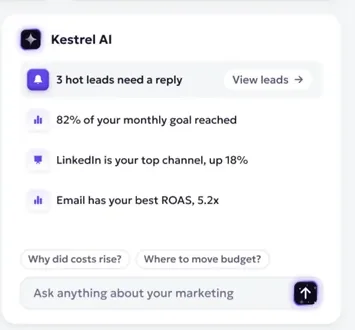 Kestrel AI
3 hot leads need a reply View leads →
82% of your monthly goal reached
LinkedIn is your top channel, up 18%
Email has your best ROAS, 5.2x
Why did costs rise? Where to move budget?
Ask anything about your marketing